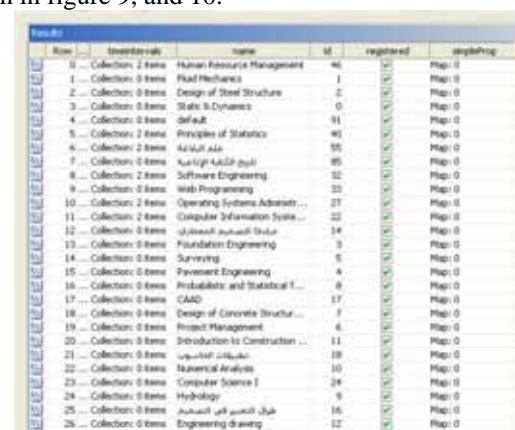 n in figure 9, and 10.
Results
Row ... timeintervals name id registered simpleProp
0 ... Collection: 2 items Human Resource Management 46 Map: 0
1 ... Collection: 0 items Fluid Mechanics 1 Map: 0
2 ... Collection: 0 items Design of Steel Structure 2 Map: 0
3 ... Collection: 0 items Static & Dynamics 0 Map: 0
4 ... Collection: 0 items default 91 Map: 0
5 ... Collection: 2 items Principles of Statistics 40 Map: 0
6 ... Collection: 0 items علم البلاغة 55 Map: 0
7 ... Collection: 0 items 85 Map: 0
8 ... Collection: 2 items Software Engineering 32 Map: 0
9 ... Collection: 0 items Web Programming 33 Map: 0
10 ... Collection: 2 items Operating Systems Administr... 27 Map: 0
11 ... Collection: 2 items Computer Information Syste... 22 Map: 0
12 ... Collection: 0 items 14 Map: 0
13 ... Collection: 0 items Foundation Engineering 3 Map: 0
14 ... Collection: 0 items Surveying 5 Map: 0
15 ... Collection: 0 items Pavement Engineering 4 Map: 0
16 ... Collection: 0 items Probabilistic and Statistical T... 8 Map: 0
17 ... Collection: 0 items CAAD 17 Map: 0
18 ... Collection: 0 items Design of Concrete Structur... 7 Map: 0
19 ... Collection: 0 items Project Management 6 Map: 0
20 ... Collection: 0 items Introduction to Construction ... 11 Map: 0
21 ... Collection: 0 items تطبيقات الحاسوب 18 Map: 0
22 ... Collection: 0 items Numerical Analysis 10 Map: 0
23 ... Collection: 0 items Computer Science I 24 Map: 0
24 ... Collection: 0 items Hydrology 9 Map: 0
25 ... Collection: 0 items طرق التعبير في التصميم 16 Map: 0
26 ... Collection: 0 items Engineering drawing 12 Map: 0